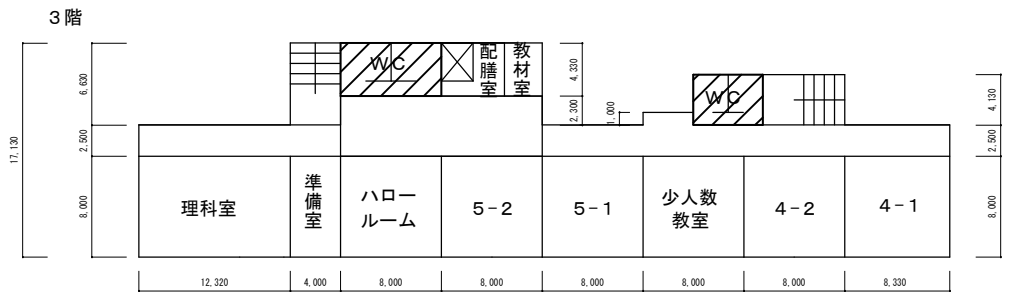 ３階
ＷＣ
配膳室
教材室
ＷＣ
6,630
2,500
8,000
17,130
4,330
2,300
1,000
4,130
2,500
8,000
理科室
準備室
ハロー
ルーム
５−２
５−１
少人数
教室
４−２
４−１
12,320
4,000
8,000
8,000
8,000
8,000
8,000
8,330